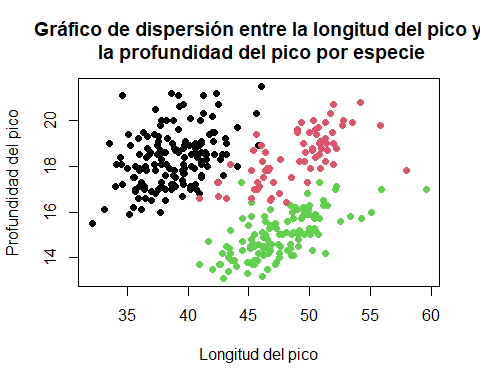 Gráfico de dispersión entre la longitud del pico y
la profundidad del pico por especie
Profundidad del pico
20
18
16
14
35 40 45 50 55 60
Longitud del pico